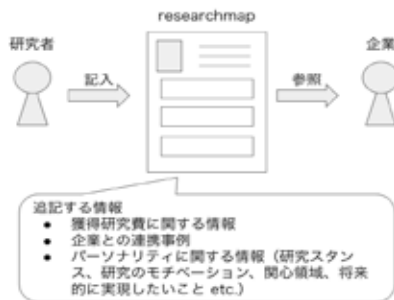 researchmap
研究者
企業
記入
参照
追記する情報
● 獲得研究費に関する情報
● 企業との連携事例
● パーソナリティに関する情報（研究スタン
ス、研究のモチベーション、関心領域、将来
的に実現したいこと etc.）